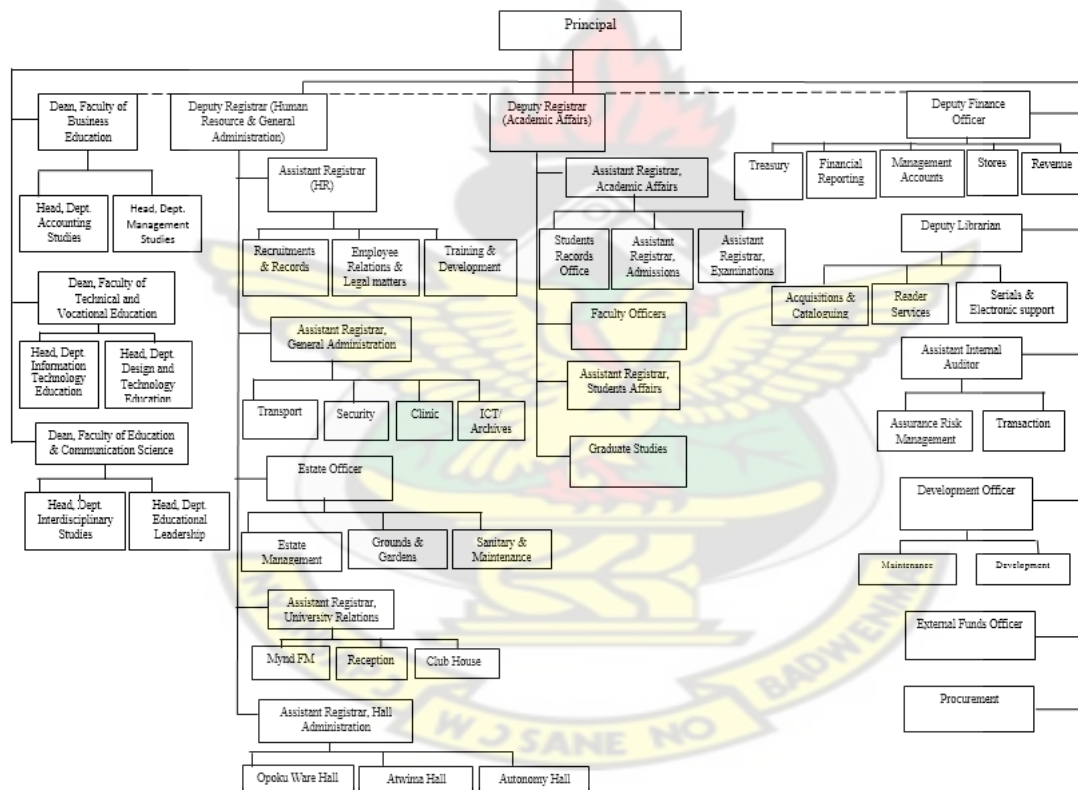 Principal
Dean, Faculty of
Business
Education
Deputy Registrar (Human
Resource & General
Administration)
Deputy Registrar
(Academic Affairs)
Deputy Finance
Officer
Head, Dept.
Accounting
Studies
Head, Dept.
Management
Studies
Dean, Faculty of
Technical and
Vocational Education
Head, Dept.
Information
Technology
Education
Head, Dept.
Design and
Technology
Education
Dean, Faculty of Education
& Communication Science
Head, Dept.
Interdisciplinary
Studies
Head, Dept.
Educational
Leadership
Assistant Registrar
(HR)
Recruitments
& Records
Employee
Relations &
Legal matters
Training &
Development
Assistant Registrar,
General Administration
Transport
Security
Clinic
ICT/
Archives
Estate Officer
Estate
Management
Grounds &
Gardens
Sanitary &
Maintenance
Assistant Registrar,
University Relations
Mynd FM
Reception
Club House
Assistant Registrar, Hall
Administration
Opoku Ware Hall
Atwima Hall
Autonomy Hall
Assistant Registrar,
Academic Affairs
Students
Records
Office
Assistant
Registrar,
Admissions
Assistant
Registrar,
Examinations
Faculty Officers
Assistant Registrar,
Students Affairs
Graduate Studies
Treasury
Financial
Reporting
Management
Accounts
Stores
Revenue
Deputy Librarian
Acquisitions &
Cataloguing
Reader
Services
Serials &
Electronic support
Assistant Internal
Auditor
Assurance Risk
Management
Transaction
Development Officer
Maintenance
Development
External Funds Officer
Procurement
W Ɔ SANE NO
BADWENMA